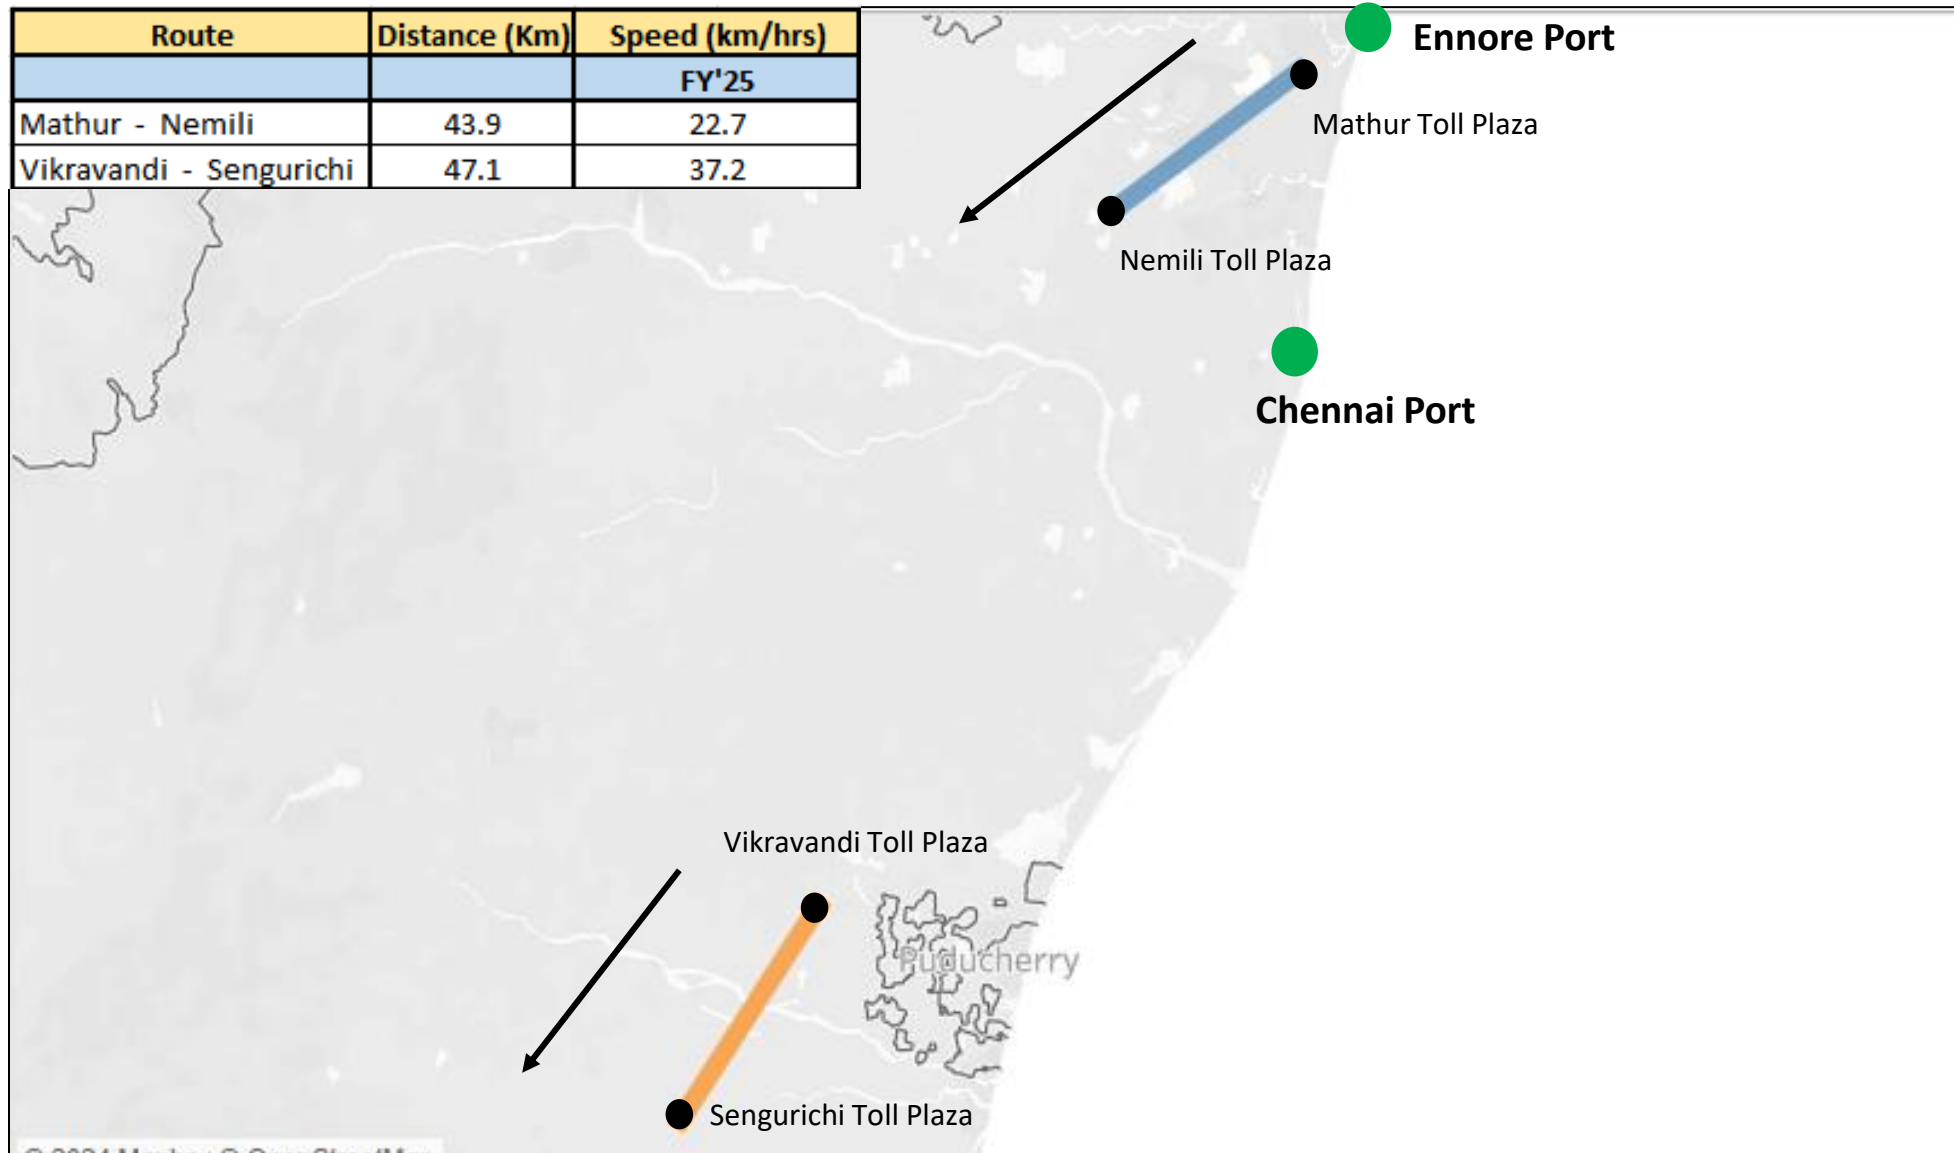 Route Distance (Km) Speed (km/hrs)
FY'25
Mathur - Nemili 43.9 22.7
Vikravandi - Sengurichi 47.1 37.2
Ennore Port
Mathur Toll Plaza
Nemili Toll Plaza
Chennai Port
Vikravandi Toll Plaza
Puducherry
Sengurichi Toll Plaza